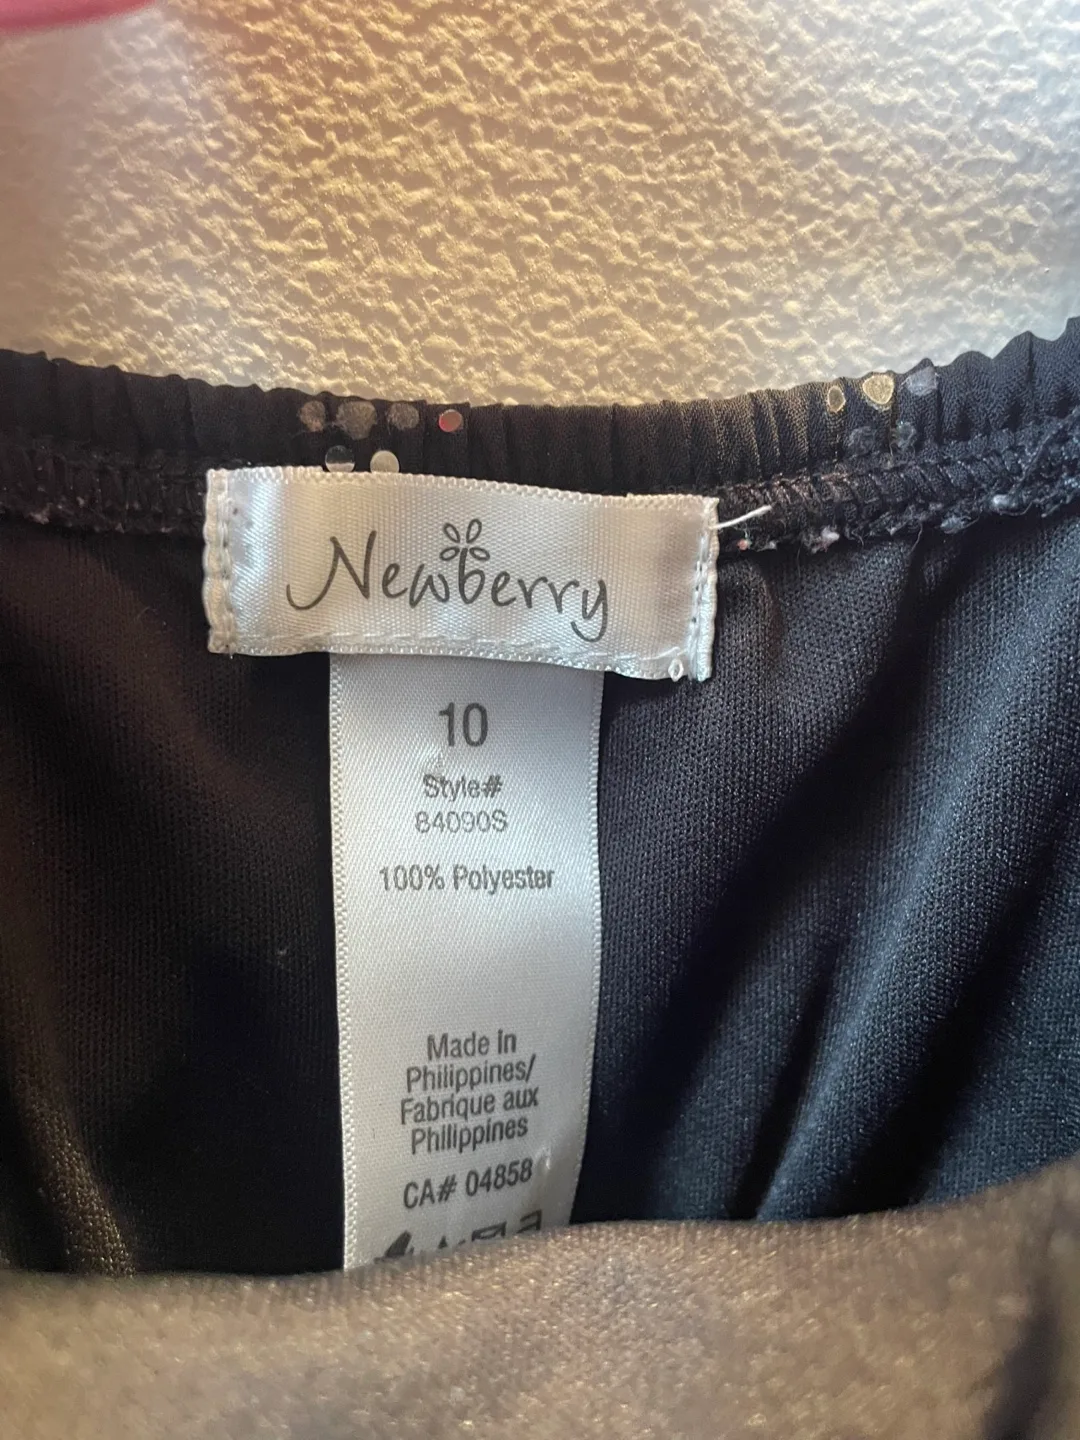 Newberry
10
Style#
84090S
100% Polyester
Made in
Philippines/
Fabrique aux
Philippines
CA# 04858